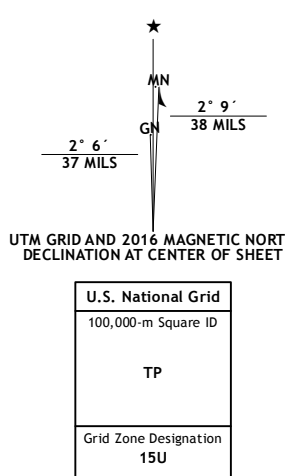 ★
MN
GN
2° 9´
38 MILS
2° 6´
37 MILS
UTM GRID AND 2016 MAGNETIC NORT
DECLINATION AT CENTER OF SHEET
U.S. National Grid
100,000-m Square ID
TP
Grid Zone Designation
15U